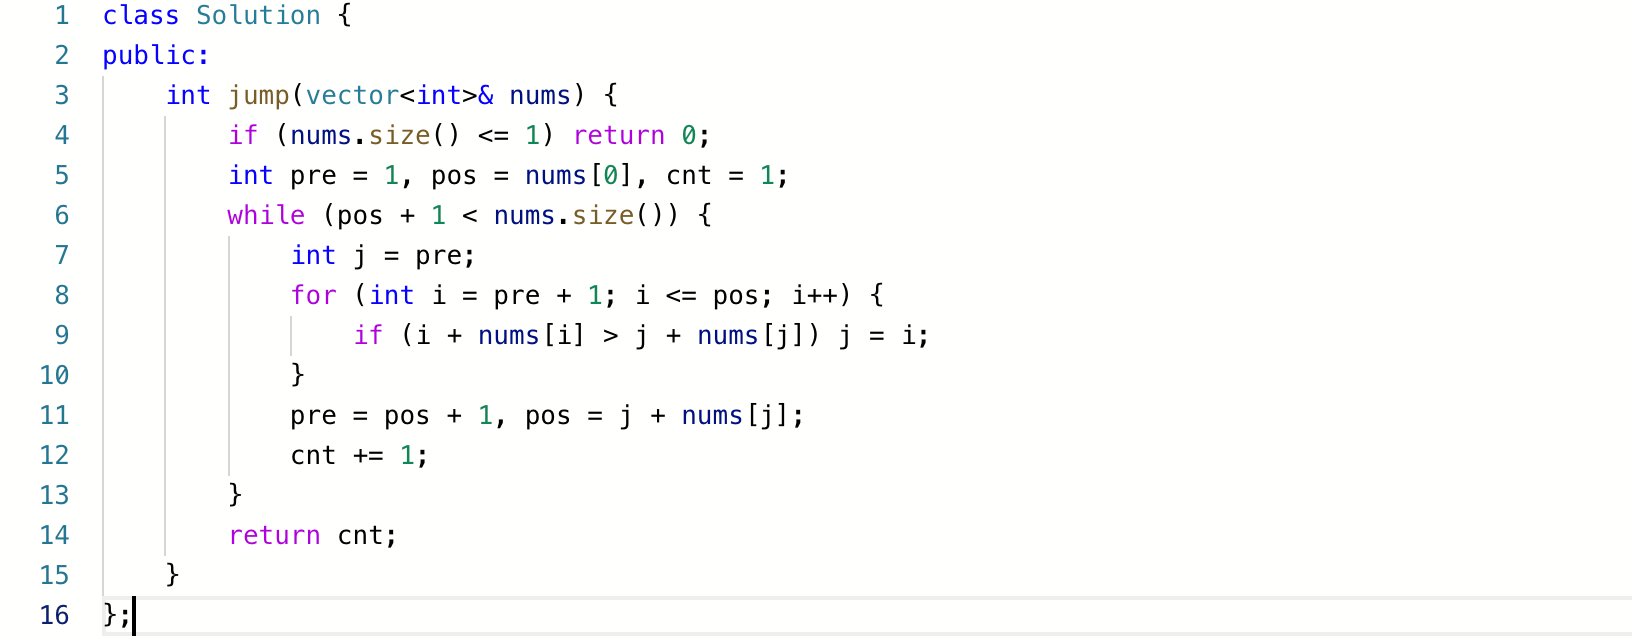 1 class Solution {
2 public:
3     int jump(vector<int>& nums) {
4         if (nums.size() <= 1) return 0;
5         int pre = 1, pos = nums[0], cnt = 1;
6         while (pos + 1 < nums.size()) {
7             int j = pre;
8             for (int i = pre + 1; i <= pos; i++) {
9                 if (i + nums[i] > j + nums[j]) j = i;
10             }
11             pre = pos + 1, pos = j + nums[j];
12             cnt += 1;
13         }
14         return cnt;
15     }
16 };